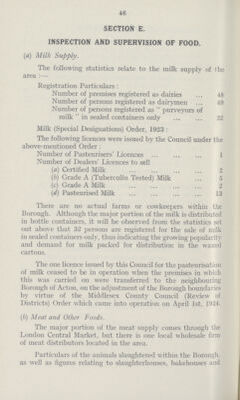 46
SECTION E.
INSPECTION AND SUPERVISION OF FOOD.
(a) Milk Supply.
The following statistics relate to the milk supply of the
area :—
Registration Particulars :
Number of premises registered as dairies ... 48
Number of persons registered as dairymen ... 49
Number of persons registered as " purveyors of
milk " in sealed containers only ... ... 32
Milk (Special Designations) Order, 1923 :
The following licences were issued by the Council under the
above-mentioned Order :
Number of Pasteurisers' Licences ... ... ... 1
Number of Dealers' Licences to sell
(a) Certified Milk ... ... ... ... 2
(b) Grade A (Tuberculin Tested) Milk ... 5
(c) Grade A Milk ... ... ... ... 2
(d) Pasteurised Milk ... ... ... ... 13
There are no actual farms or cowkeepers within the
Borough. Although the major portion of the milk is distributed
in bottle containers, it will be observed from the statistics set
out above that 32 persons are registered for the sale of milk
in sealed containers only, thus indicating the growing popularity
and demand for milk packed for distribution in the waxed
cartons.
The one licence issued by this Council for the pasteurisation
of milk ceased to be in operation when the premises in which
this was carried on were transferred to the neighbouring
Borough of Acton, on the adjustment of the Borough boundaries
by virtue of the Middlesex County Council (Review of
Districts) Order which came into operation on April 1st, 1934.
(b) Meat and Other Foods.
The major portion of the meat supply comes through the
London Central Market, but there is one local wholesale firm
of meat distributors located in the area.
Particulars of the animals slaughtered within the Borough,
as well as figures relating to slaughterhouses, bakehouses and